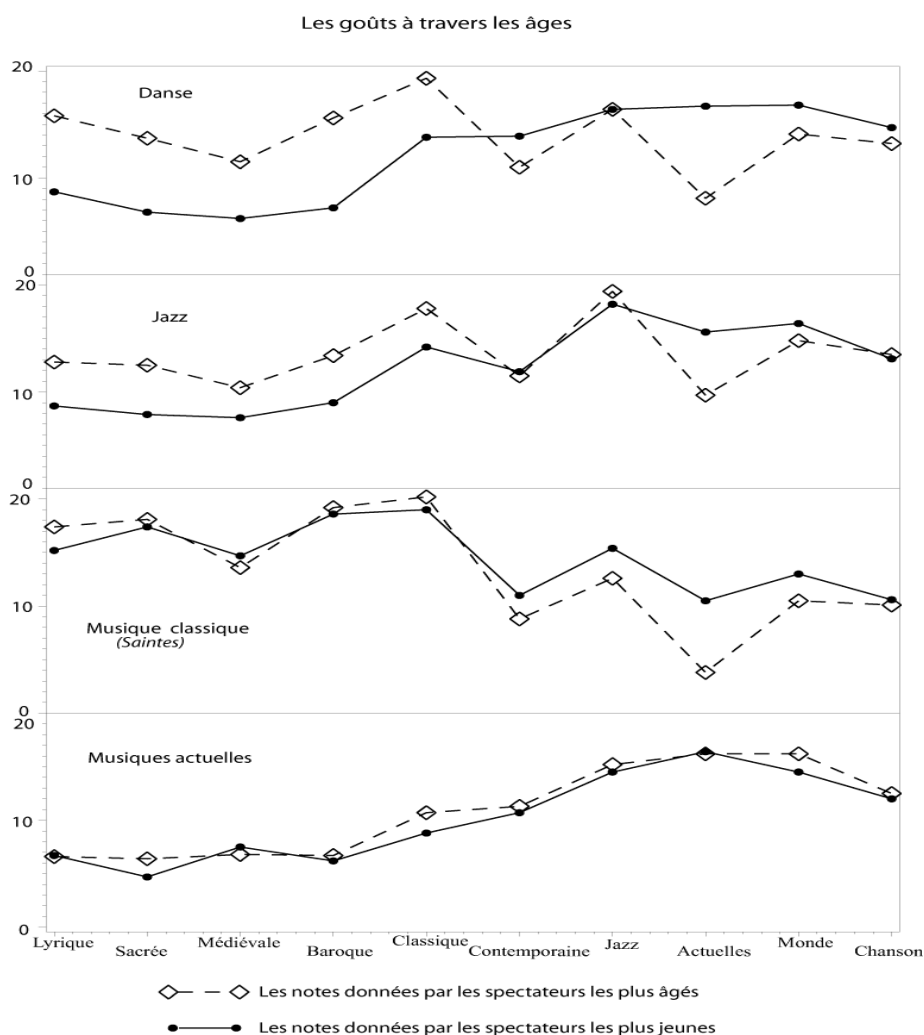 Les goûts à travers les âges
20
Danse
10
0
20
Jazz
10
0
20
10
Musique classique
(Saintes)
0
20
Musiques actuelles
10
0
Lyrique Sacrée Médiévale Baroque Classique Contemporaine Jazz Actuelles Monde Chanson
Les notes données par les spectateurs les plus âgés
Les notes données par les spectateurs les plus jeunes